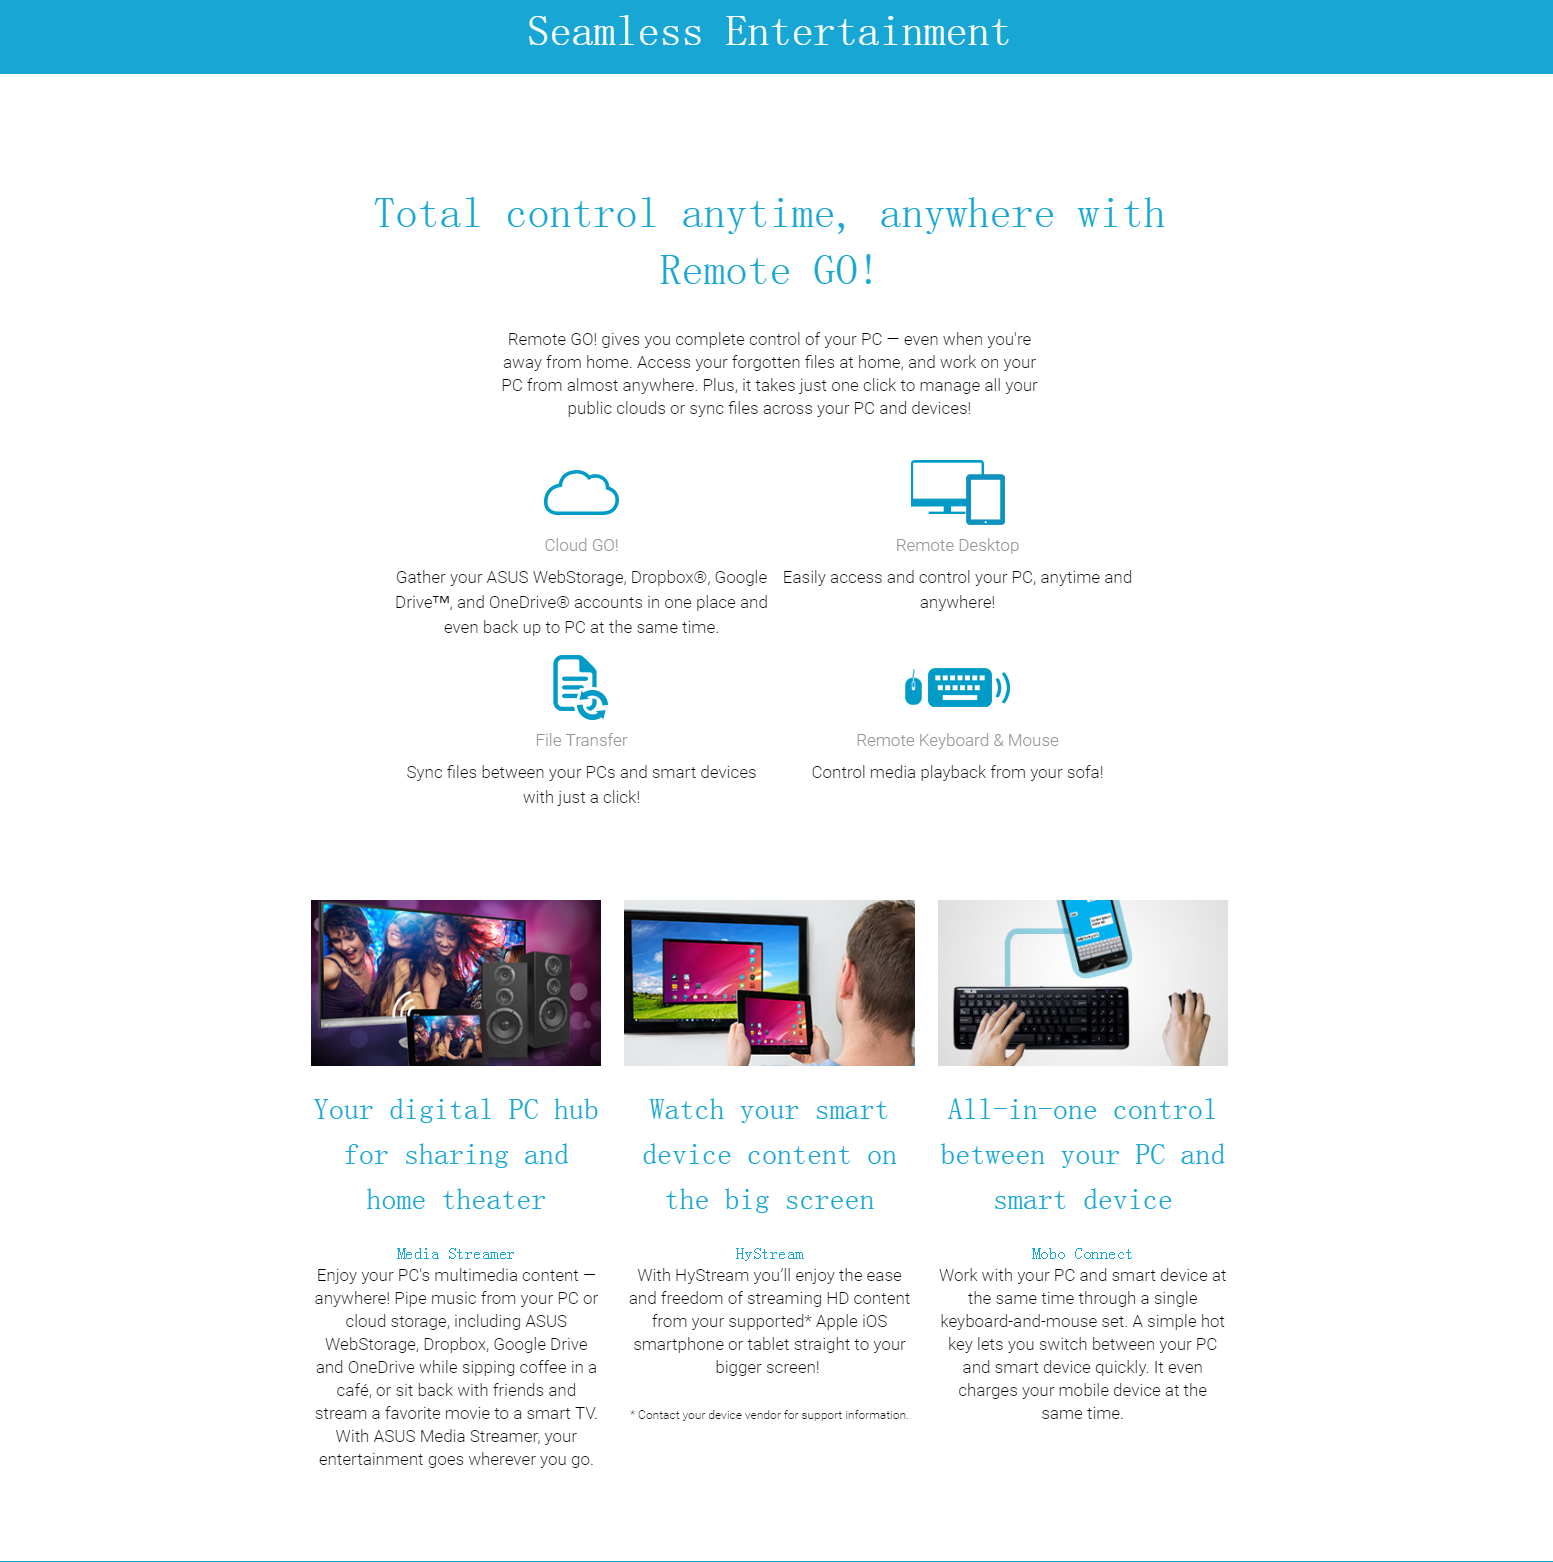 Seamless Entertainment
Total control anytime, anywhere with
Remote GO!
Remote GO! gives you complete control of your PC — even when you're
away from home. Access your forgotten files at home, and work on your
PC from almost anywhere. Plus, it takes just one click to manage all your
public clouds or sync files across your PC and devices!
Cloud GO!
Gather your ASUS WebStorage, Dropbox®, Google
Drive™, and OneDrive® accounts in one place and
even back up to PC at the same time.
Remote Desktop
Easily access and control your PC, anytime and
anywhere!
File Transfer
Sync files between your PCs and smart devices
with just a click!
Remote Keyboard & Mouse
Control media playback from your sofa!
Your digital PC hub
for sharing and
home theater
Media Streamer
Enjoy your PC's multimedia content —
anywhere! Pipe music from your PC or
cloud storage, including ASUS
WebStorage, Dropbox, Google Drive
and OneDrive while sipping coffee in a
café, or sit back with friends and
stream a favorite movie to a smart TV.
With ASUS Media Streamer, your
entertainment goes wherever you go.
Watch your smart
device content on
the big screen
HyStream
With HyStream you’ll enjoy the ease
and freedom of streaming HD content
from your supported* Apple iOS
smartphone or tablet straight to your
bigger screen!
* Contact your device vendor for support information.
All-in-one control
between your PC and
smart device
Mobo Connect
Work with your PC and smart device at
the same time through a single
keyboard-and-mouse set. A simple hot
key lets you switch between your PC
and smart device quickly. It even
charges your mobile device at the
same time.